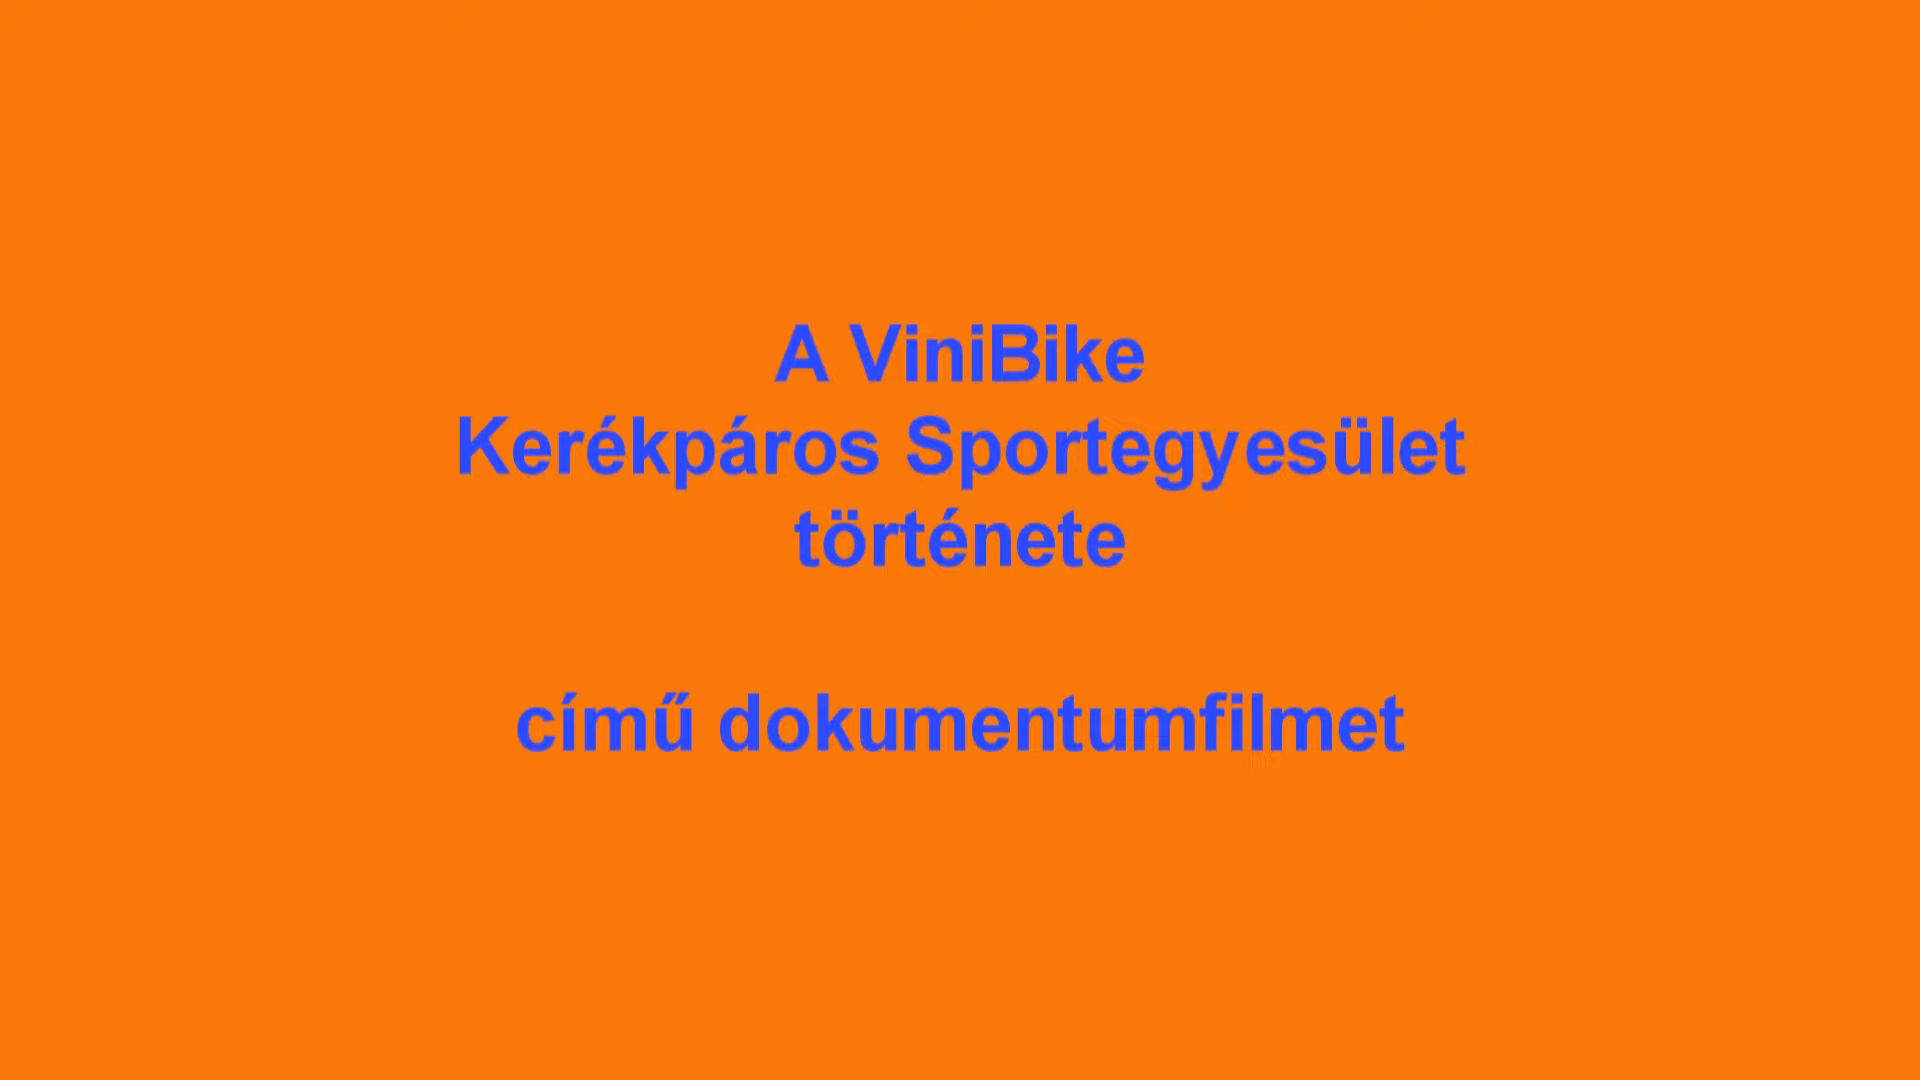 A ViniBike
Kerékpáros Sportegyesület
története
című dokumentumfilmet